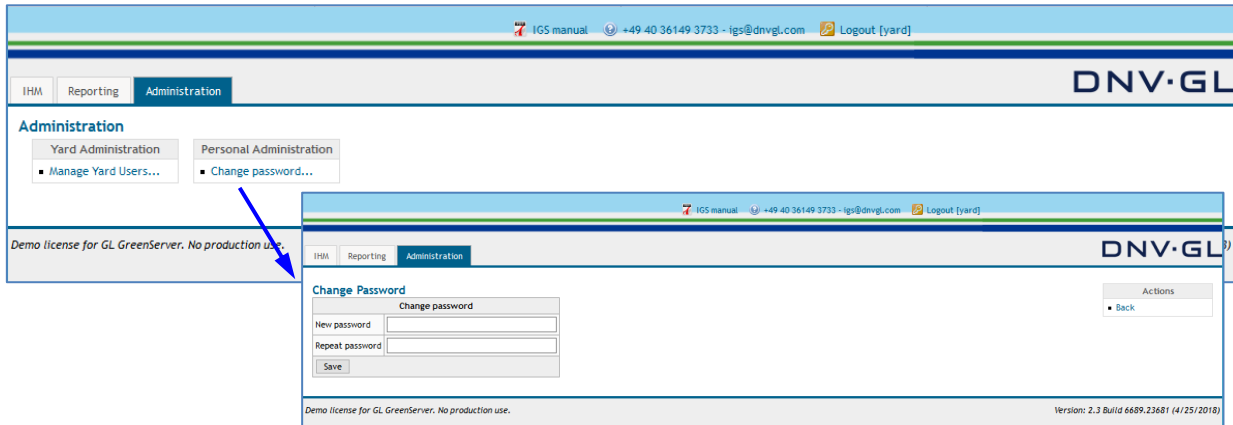 IGS manual +49 40 36149 3733 - igs@dnvgl.com Logout [yard]
IHM Reporting Administration DNV·GL
Administration
Yard Administration Personal Administration
Manage Yard Users... Change password...
Demo license for GL GreenServer. No production use.
IGS manual +49 40 36149 3733 - igs@dnvgl.com Logout [yard]
IHM Reporting Administration DNV·GL
Change Password Actions
Change password Back
New password
Repeat password
Save
Demo license for GL GreenServer. No production use. Version: 2.3 Build 6689.23681 (4/25/2018)